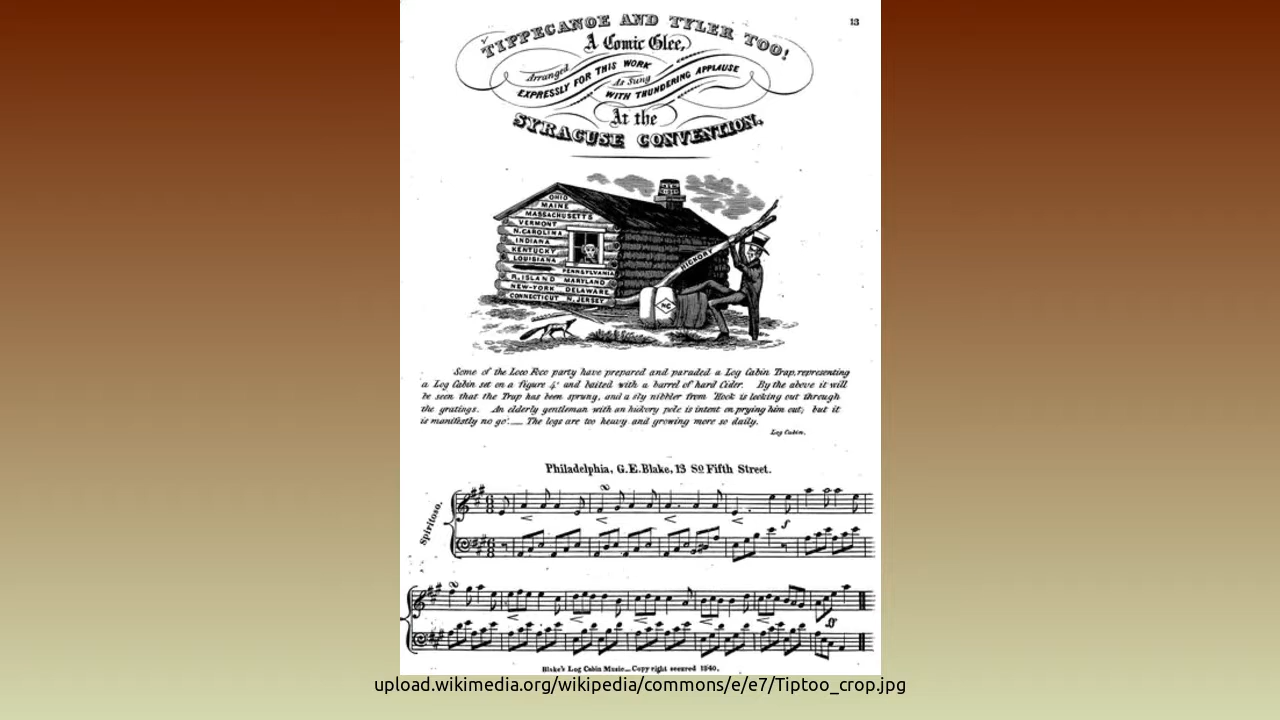 13
TIPPECANOE AND TYLER TOO!
A Comic Glee,
Arranged
EXPRESSLY FOR THIS WORK
As Sung
WITH THUNDERING APPLAUSE
At the
SYRACUSE CONVENTION,
OHIO
MAINE
MASSACHUSETTS
VERMONT
N.CAROLINA
INDIANA
KENTUCKY
LOUISIANA
PENNSYLVANIA
R. ISLAND MARYLAND
NEW-YORK DELAWARE
CONNECTICUT N. JERSEY
HICKORY
Some of the Loco Foco party have prepared and paraded a Log Cabin Trap, representing
a Log Cabin set on a figure 4' and baited with a barrel of hard Cider. By the above it will
be seen that the Trap has been sprung, and a sly nibbler from 'Hock is looking out through
the gratings. An elderly gentleman with an hickory pole is intent on prying him out; but it
is manifestly no go'.__ The logs are too heavy and growing more so daily.
Log Cabin.
Philadelphia, G.E.Blake, 13 So Fifth Street.
Spiritoso.
Blake's Log Cabin Music__Copy right secured 1840.
upload.wikimedia.org/wikipedia/commons/e/e7/Tiptoo_crop.jpg